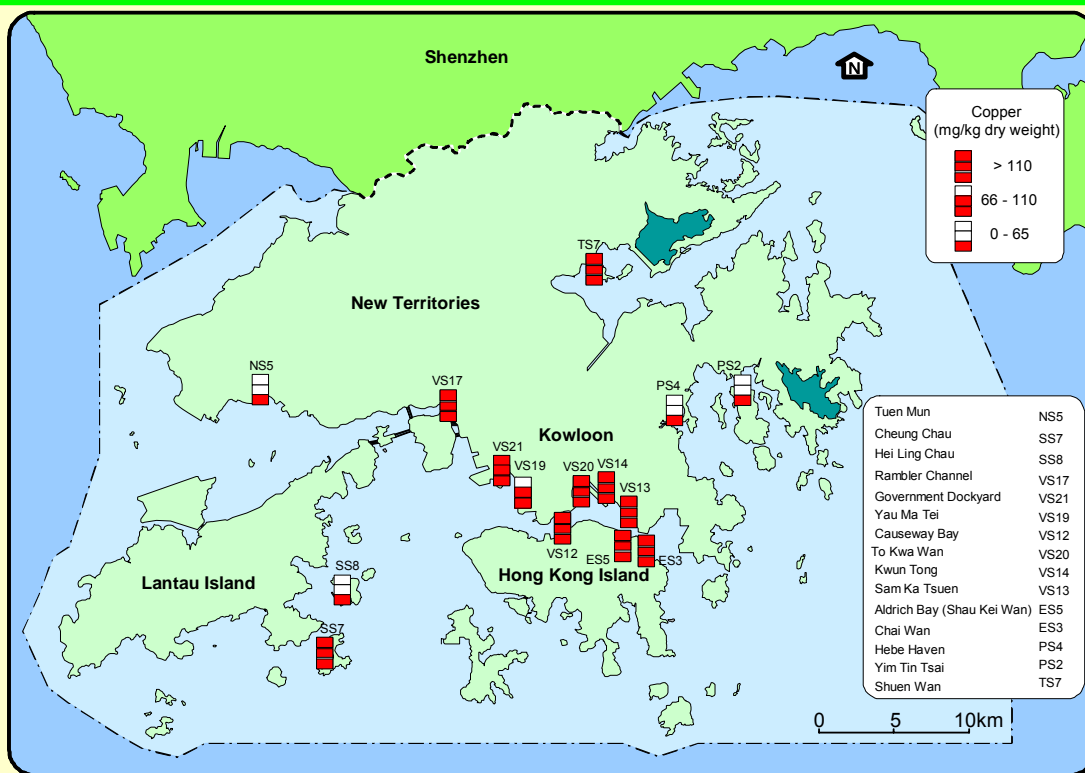 Shenzhen
N
Copper
(mg/kg dry weight)
> 110
66 - 110
0 - 65
TS7
New Territories
NS5
VS17
PS4
PS2
Kowloon
VS21
VS19
VS20
VS14
VS13
VS12
ES5
ES3
Hong Kong Island
Lantau Island
SS8
SS7
Tuen Mun NS5
Cheung Chau SS7
Hei Ling Chau SS8
Rambler Channel VS17
Government Dockyard VS21
Yau Ma Tei VS19
Causeway Bay VS12
To Kwa Wan VS20
Kwun Tong VS14
Sam Ka Tsuen VS13
Aldrich Bay (Shau Kei Wan) ES5
Chai Wan ES3
Hebe Haven PS4
Yim Tin Tsai PS2
Shuen Wan TS7
0 5 10km